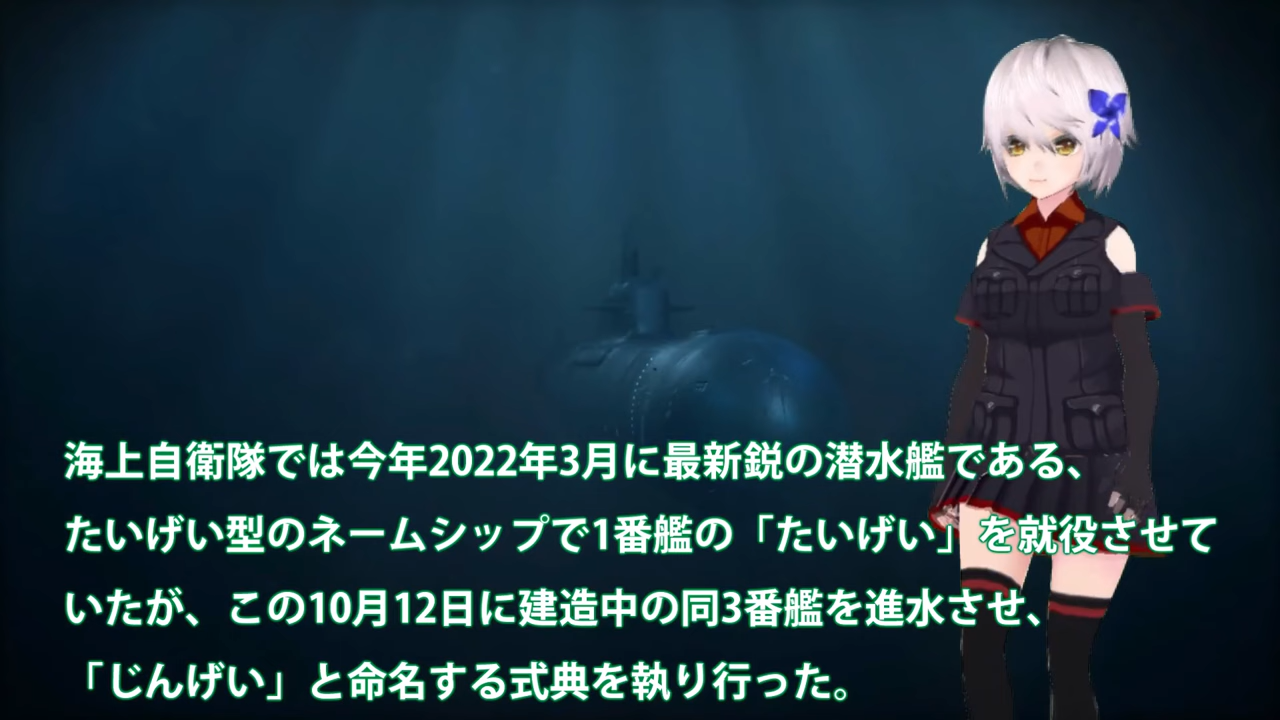 海上自衛隊では今年2022年3月に最新鋭の潜水艦である、
たいげい型のネームシップで1番艦の「たいげい」を就役させて
いたが、この10月12日に建造中の同3番艦を進水させ、
「じんげい」と命名する式典を執り行った。